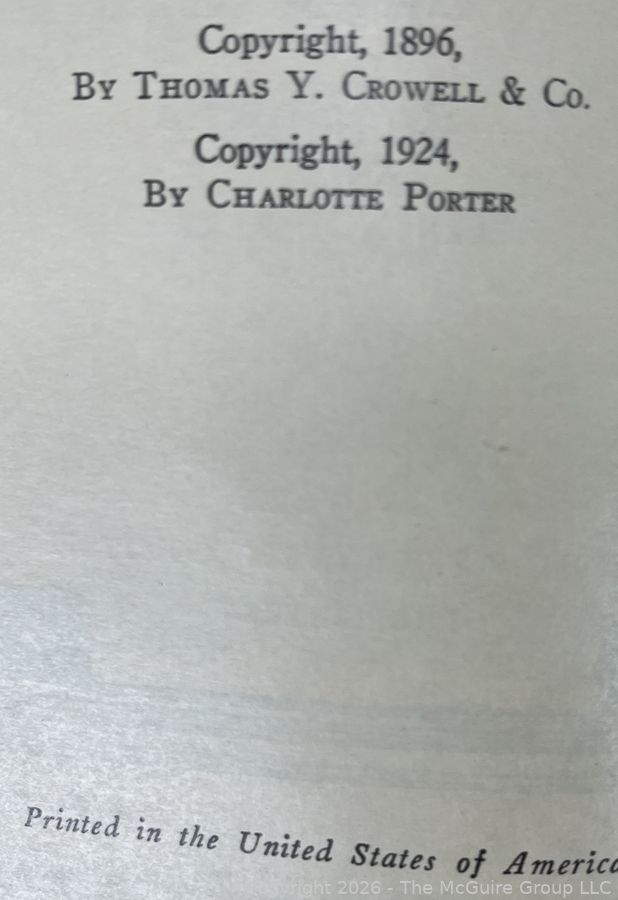 Copyright, 1896,
By Thomas Y. Crowell & Co.
Copyright, 1924,
By Charlotte Porter
Printed in the United States of America
Copyright 2026 - The McGuire Group LLC